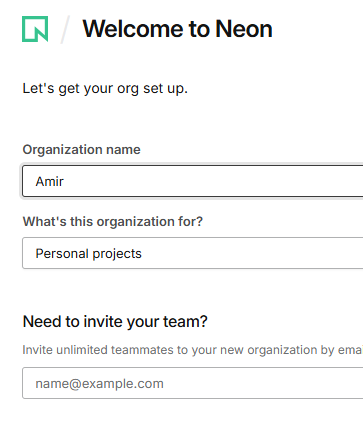 Welcome to Neon
Let's get your org set up.
Organization name
Amir
What's this organization for?
Personal projects
Need to invite your team?
Invite unlimited teammates to your new organization by
name@example.com